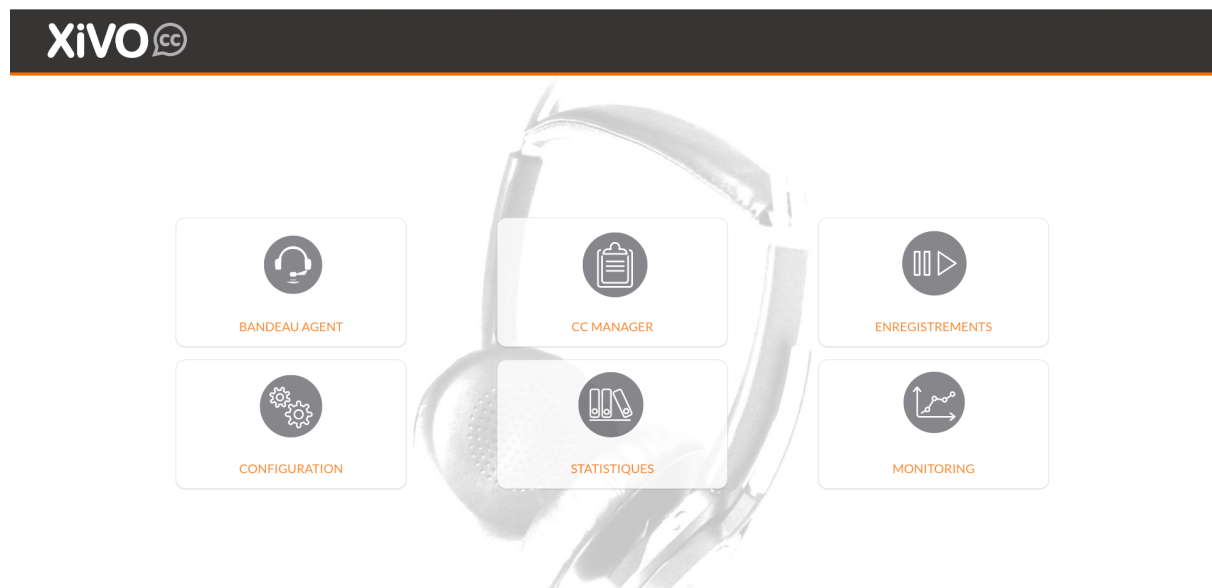 XiVO cc
BANDEAU AGENT
CC MANAGER
ENREGISTREMENTS
CONFIGURATION
STATISTIQUES
MONITORING